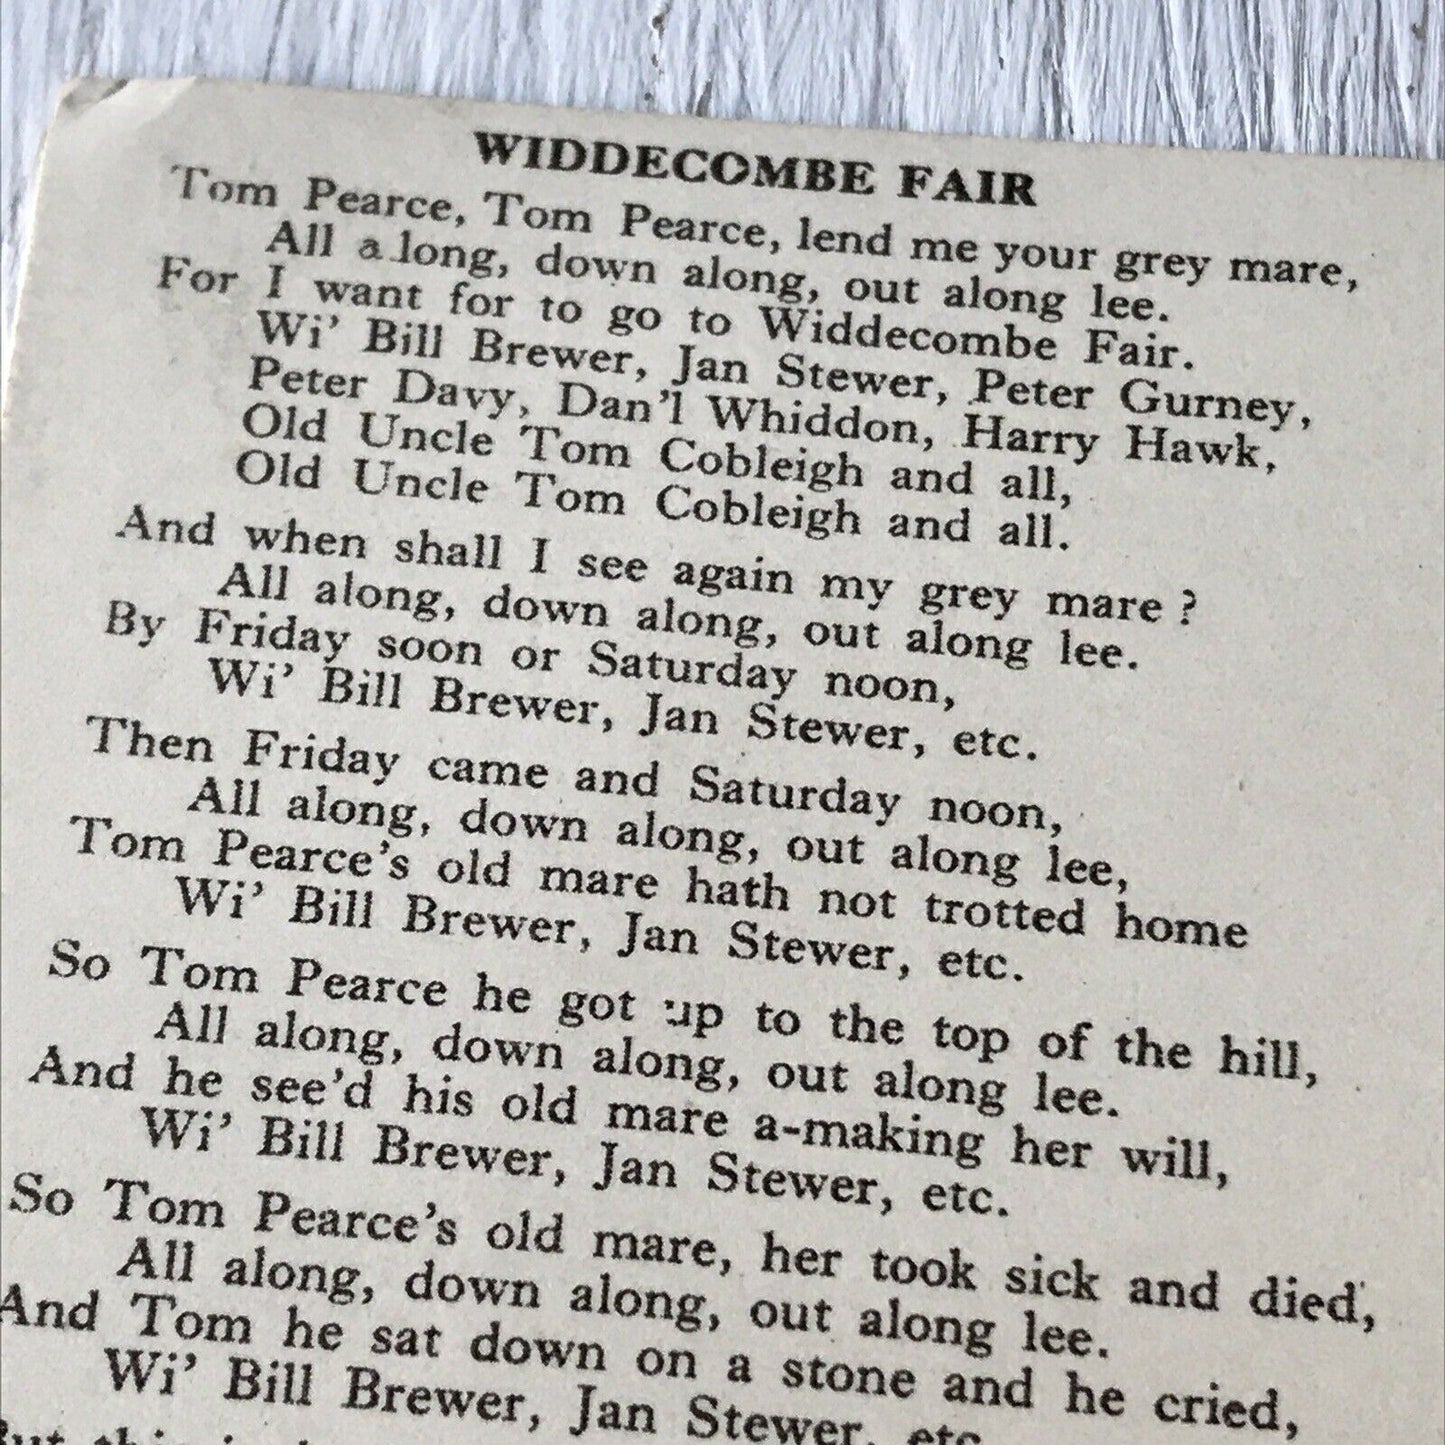 WIDDECOMBE FAIR
Tom Pearce, Tom Pearce, lend me your grey mare,
All a long, down along, out along lee.
For I want for to go to Widdecombe Fair.
Wi' Bill Brewer, Jan Stewer, Peter Gurney,
Peter Davy, Dan'l Whiddon, Harry Hawk,
Old Uncle Tom Cobleigh and all,
Old Uncle Tom Cobleigh and all.
And when shall I see again my grey mare ?
All along, down along, out along lee.
By Friday soon or Saturday noon,
Wi' Bill Brewer, Jan Stewer, etc.
Then Friday came and Saturday noon,
All along, down along, out along lee,
Tom Pearce's old mare hath not trotted home
Wi' Bill Brewer, Jan Stewer, etc.
So Tom Pearce he got up to the top of the hill,
All along, down along, out along lee.
And he see'd his old mare a-making her will,
Wi' Bill Brewer, Jan Stewer, etc.
So Tom Pearce's old mare, her took sick and died,
All along, down along, out along lee.
And Tom he sat down on a stone and he cried,
Wi' Bill Brewer, Jan Stewer, etc